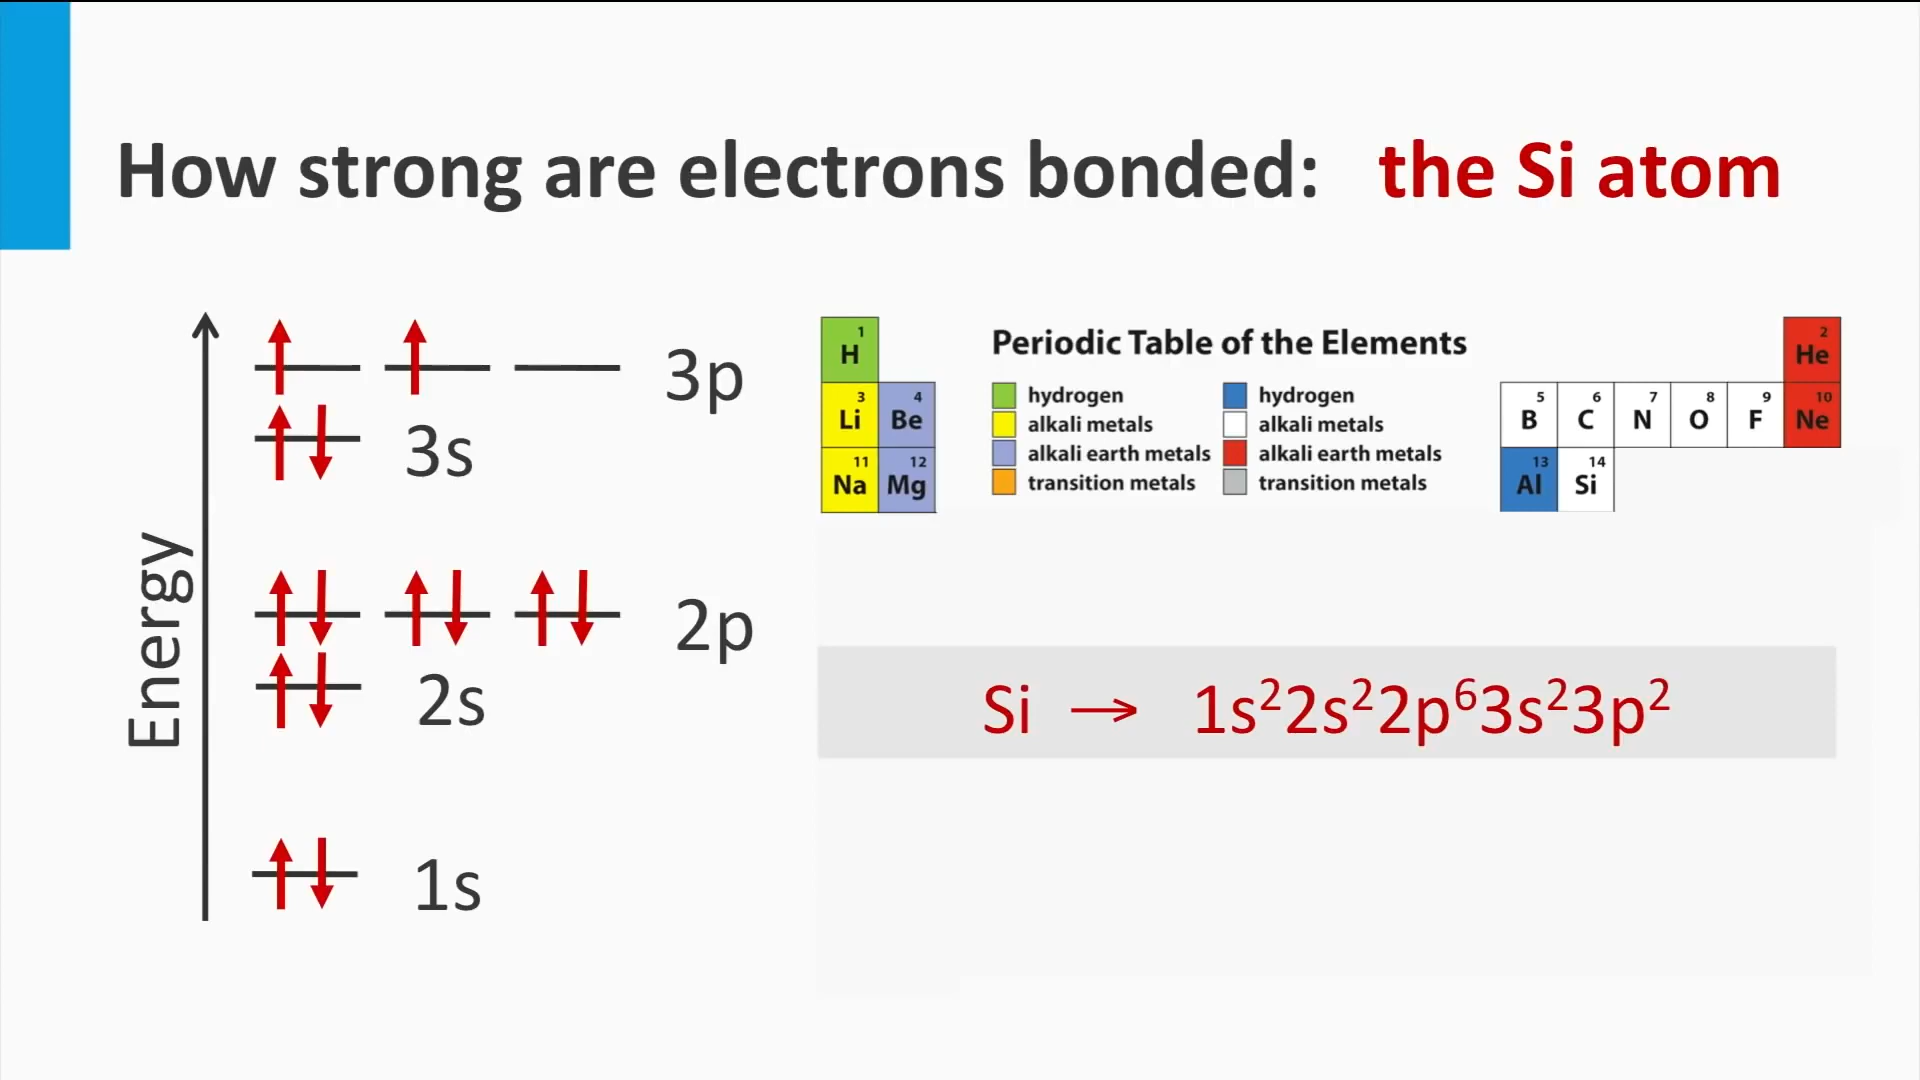 How strong are electrons bonded: the Si atom
Energy
3p
3s
2p
2s
1s
Periodic Table of the Elements
hydrogen hydrogen
alkali metals alkali metals
alkali earth metals alkali earth metals
transition metals transition metals
1 2
H He
3 4 5 6 7 8 9 10
Li Be B C N O F Ne
11 12 13 14
Na Mg Al Si
Si → 1s²2s²2p⁶3s²3p²